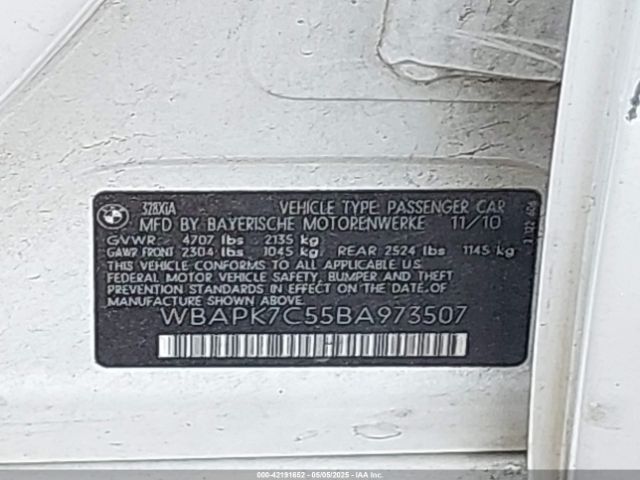 BMW
328XiA VEHICLE TYPE: PASSENGER CAR
MFD BY BAYERISCHE MOTORENWERKE 11/10
GVWR 4707 lbs 2135 kg
GAWR FRONT 2304 lbs 1045 kg REAR 2524 lbs 1145 kg
THIS VEHICLE CONFORMS TO ALL APPLICABLE U.S.
FEDERAL MOTOR VEHICLE SAFETY, BUMPER AND THEFT
PREVENTION STANDARDS IN EFFECT ON THE DATE OF
MANUFACTURE SHOWN ABOVE.
WBAPK7C55BA973507
000-42191652 - 05/05/2025 - IAA Inc.